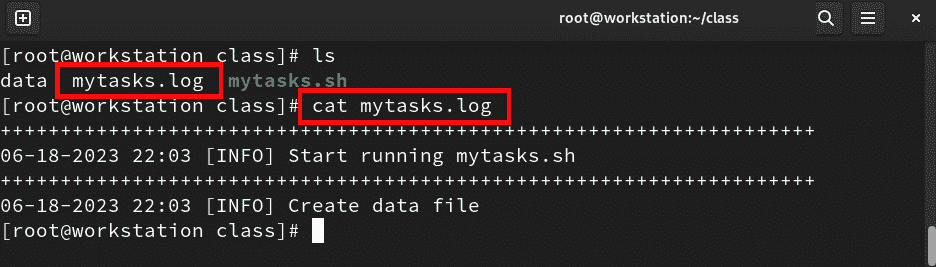 root@workstation:~/class
[root@workstation class]# ls
data mytasks.log mytasks.sh
[root@workstation class]# cat mytasks.log
++++++++++++++++++++++++++++++++++++++++++++++++++++++++++++++++++++
06-18-2023 22:03 [INFO] Start running mytasks.sh
++++++++++++++++++++++++++++++++++++++++++++++++++++++++++++++++++++
06-18-2023 22:03 [INFO] Create data file
[root@workstation class]#